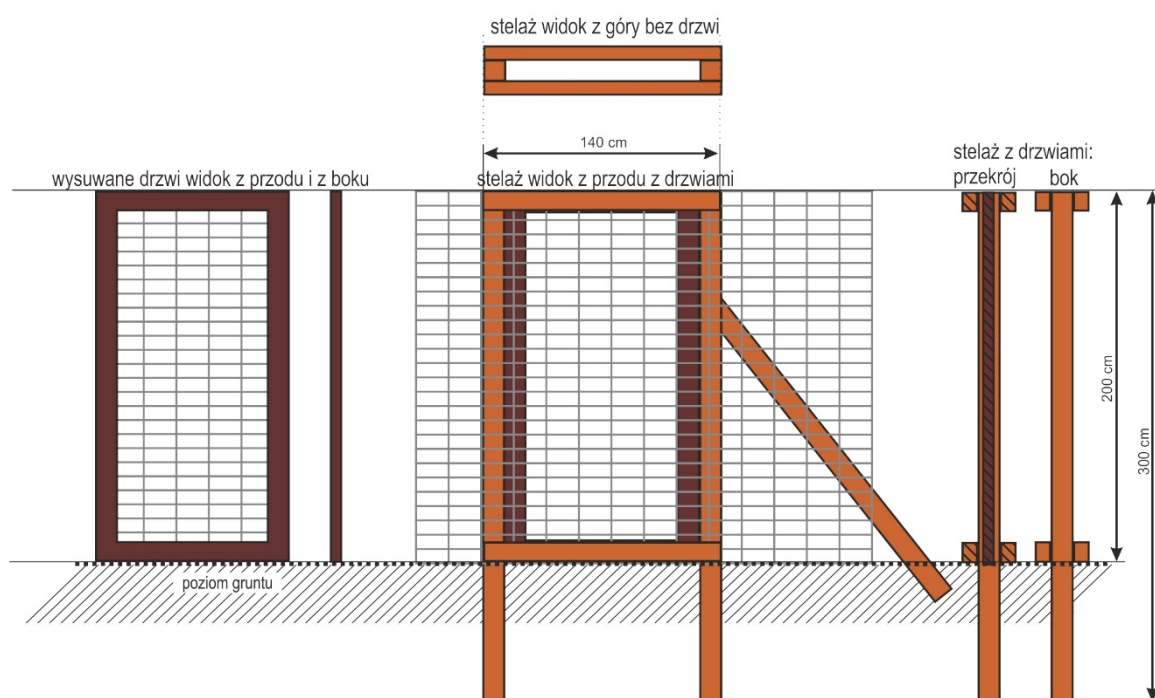 stelaż widok z góry bez drzwi
140 cm
wysuwane drzwi widok z przodu i z boku
stelaż widok z przodu z drzwiami
stelaż z drzwiami:
przekrój
bok
200 cm
300 cm
poziom gruntu